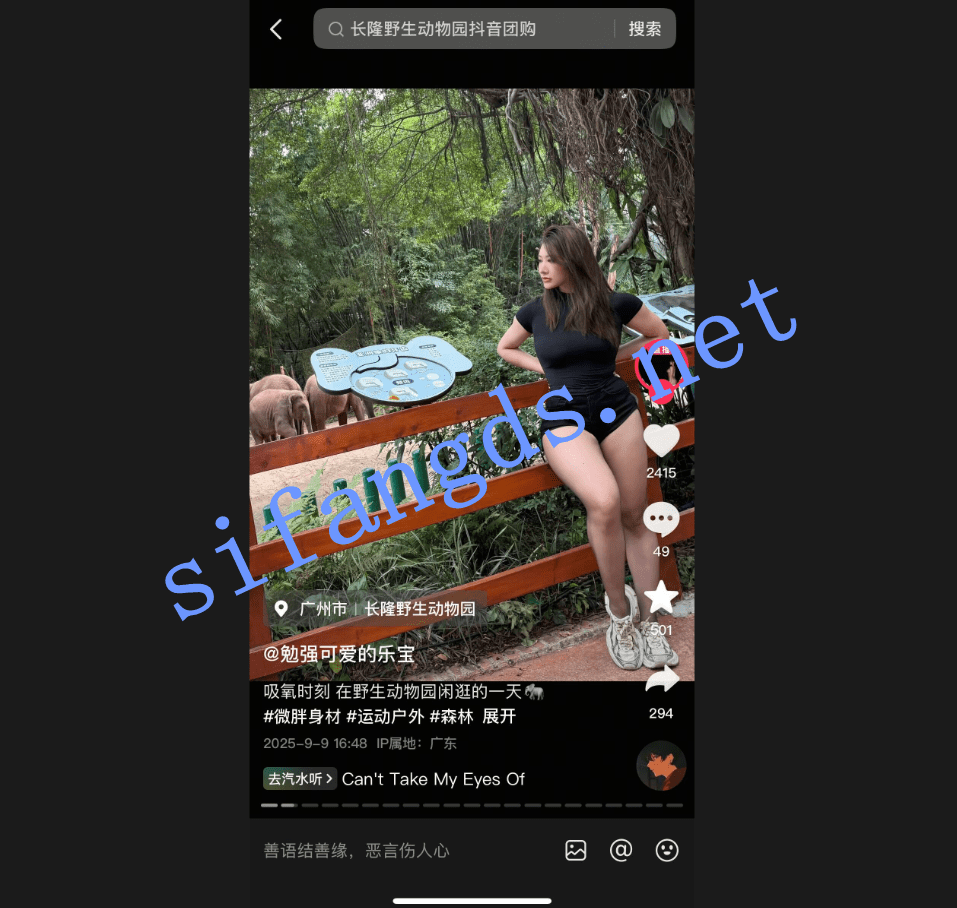 长隆野生动物园抖音团购
搜索
sifangds.net
2415
49
501
294
广州市 | 长隆野生动物园
@勉强可爱的乐宝
吸氧时刻 在野生动物园闲逛的一天🐘
#微胖身材 #运动户外 #森林 展开
2025-9-9 16:48 IP属地：广东
去汽水听 > Can't Take My Eyes Of
善语结善缘，恶言伤人心